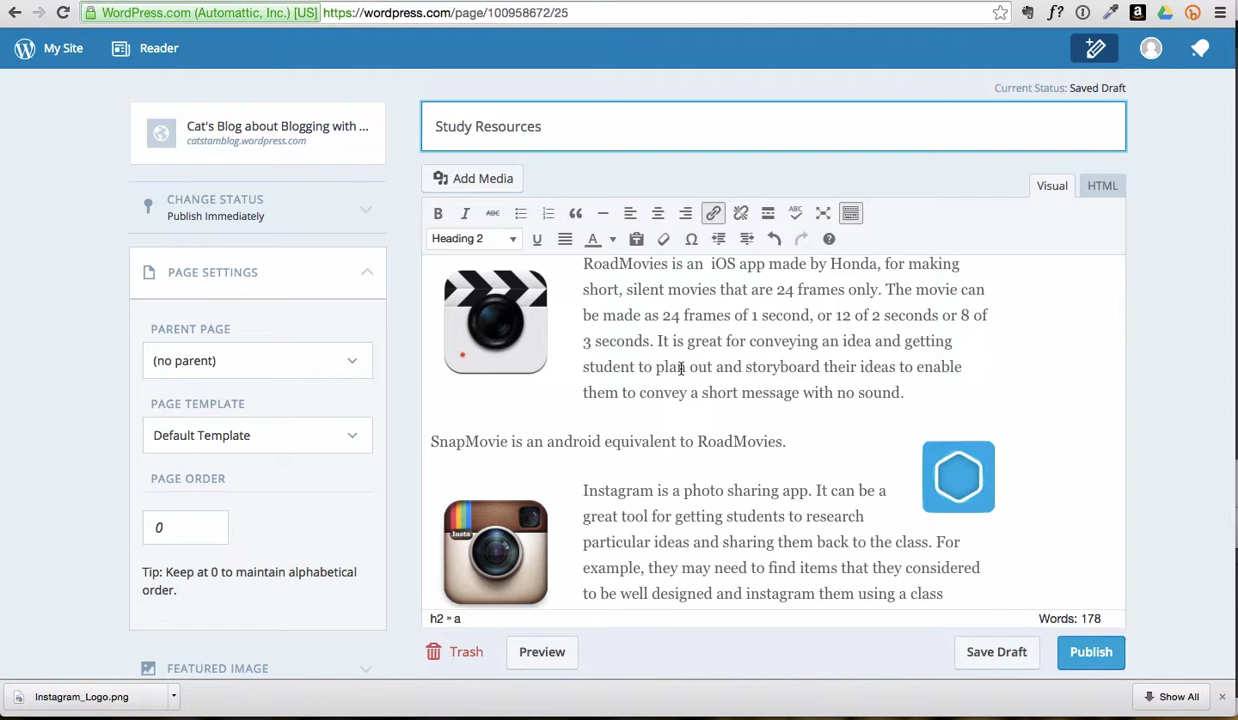 WordPress.com (Automattic, Inc.) [US] https://wordpress.com/page/100958672/25
f?
My Site Reader
Current Status: Saved Draft
Cat's Blog about Blogging with ...
catstamblog.wordpress.com
Study Resources
Add Media
Visual HTML
CHANGE STATUS
Publish Immediately
B I ABC ABC
Heading 2 U A Ω
PAGE SETTINGS
PARENT PAGE
(no parent)
PAGE TEMPLATE
Default Template
PAGE ORDER
0
Tip: Keep at 0 to maintain alphabetical
order.
FEATURED IMAGE
RoadMovies is an iOS app made by Honda, for making
short, silent movies that are 24 frames only. The movie can
be made as 24 frames of 1 second, or 12 of 2 seconds or 8 of
3 seconds. It is great for conveying an idea and getting
student to plan out and storyboard their ideas to enable
them to convey a short message with no sound.
SnapMovie is an android equivalent to RoadMovies.
Insta
Instagram is a photo sharing app. It can be a
great tool for getting students to research
particular ideas and sharing them back to the class. For
example, they may need to find items that they considered
to be well designed and instagram them using a class
h2 » a Words: 178
Trash Preview Save Draft Publish
Instagram_Logo.png Show All